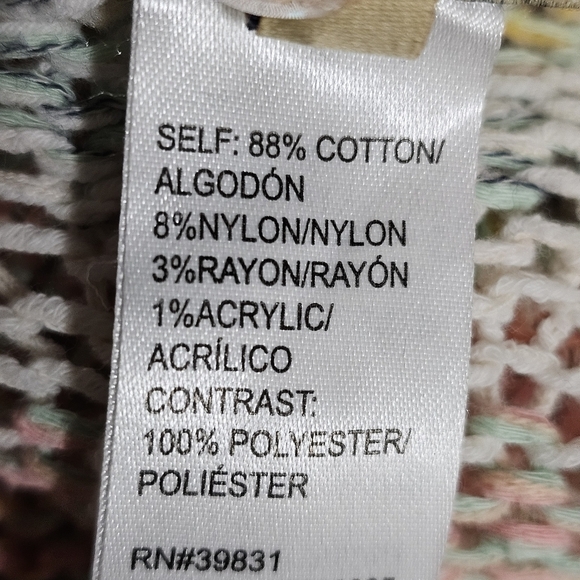 SELF: 88% COTTON/
ALGODÓN
8%NYLON/NYLON
3%RAYON/RAYÓN
1%ACRYLIC/
ACRÍLICO
CONTRAST:
100% POLYESTER/
POLIÉSTER
RN#39831